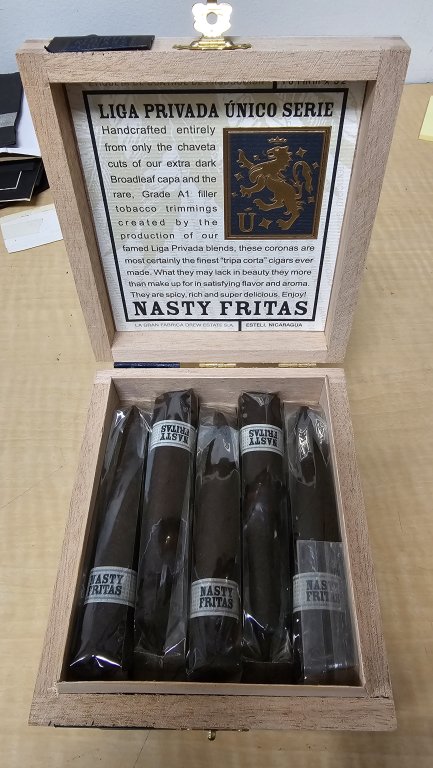 LIGA PRIVADA ÚNICO SERIE
Handcrafted entirely
from only the chaveta
cuts of our extra dark
Broadleaf capa and the
rare, Grade A1 filler
tobacco trimmings
created by the
production of our
famed Liga Privada blends, these coronas are
most certainly the finest "tripa corta" cigars ever
made. What they may lack in beauty they more
than make up for in satisfying flavor and aroma.
They are spicy, rich and super delicious. Enjoy!
Ú
NASTY FRITAS
LA GRAN FABRICA DREW ESTATE S.A. ESTELI, NICARAGUA
NASTY
FRITAS
NASTY
FRITAS
NASTY
FRITAS
NASTY
FRITAS
NASTY
FRITAS